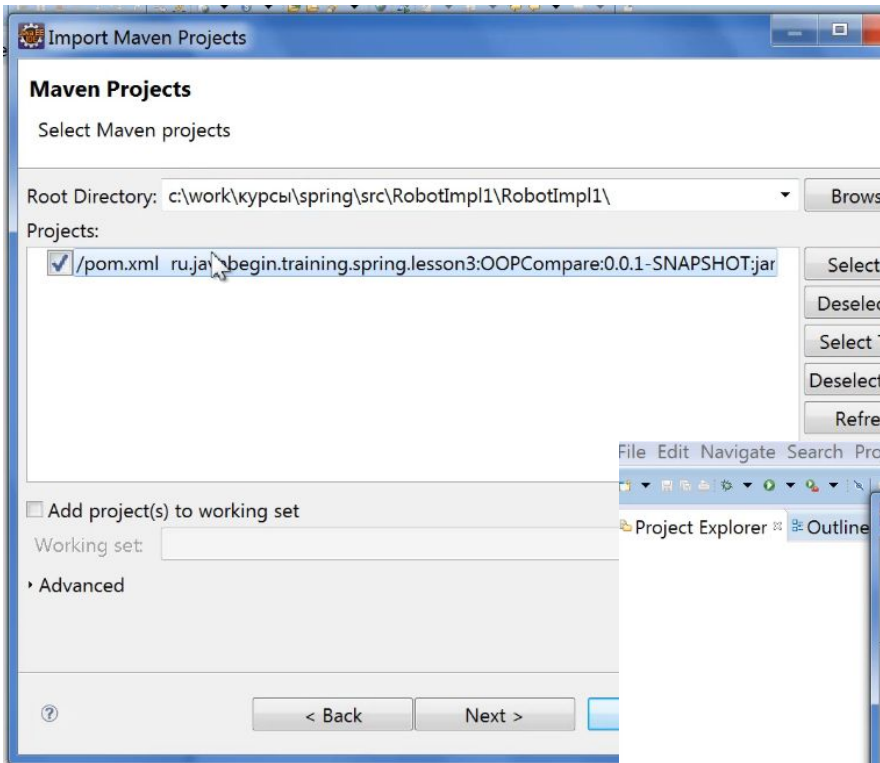 Import Maven Projects
Maven Projects
Select Maven projects
Root Directory: c:\work\курсы\spring\src\RobotImpl1\RobotImpl1\
Brows
Projects:
/pom.xml ru.javabegin.training.spring.lesson3:OOPCompare:0.0.1-SNAPSHOT:jar
Select
Deselec
Select T
Deselect
Refre
File Edit Navigate Search Pro
Project Explorer Outline
Add project(s) to working set
Working set:
Advanced
< Back
Next >